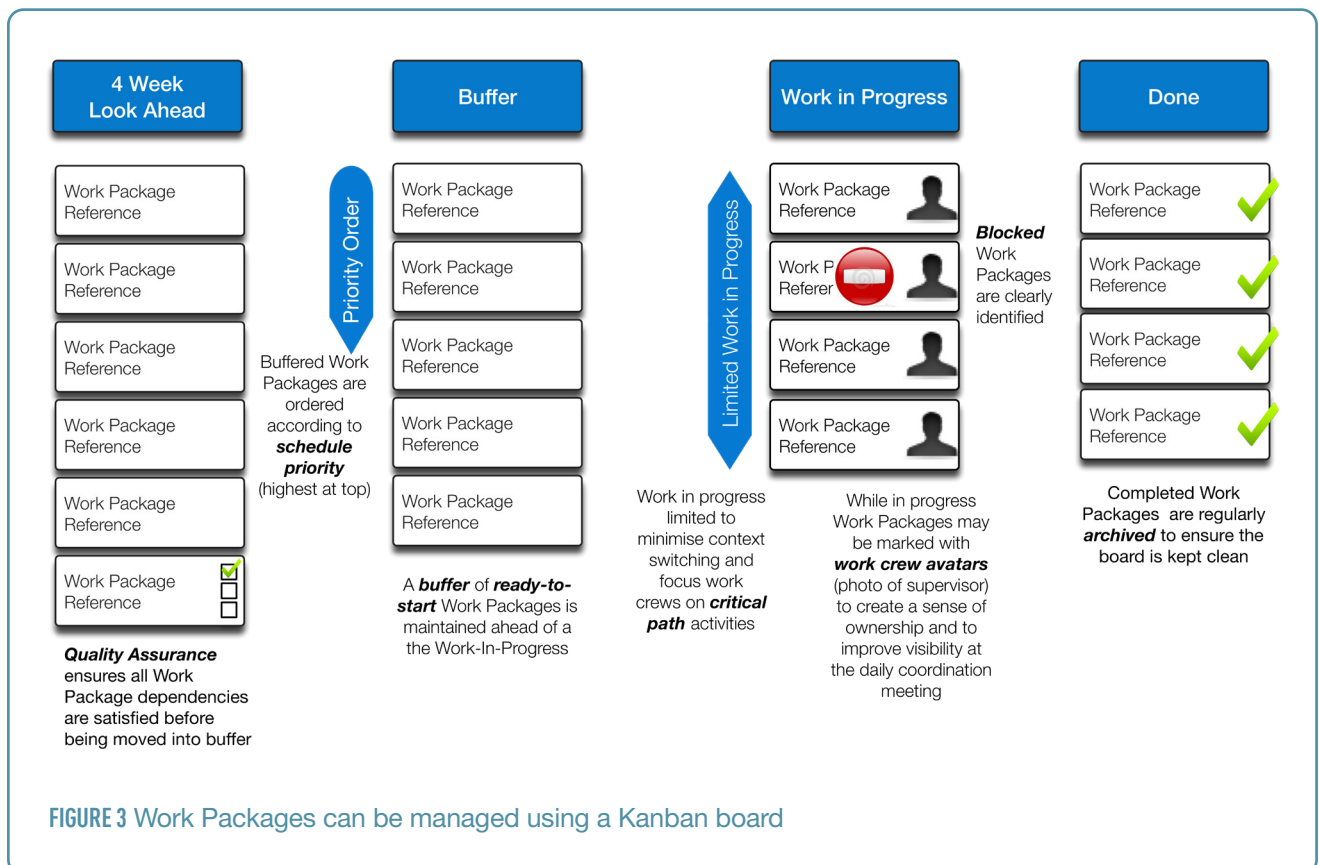 4 Week
Look Ahead
Work Package
Reference
Work Package
Reference
Work Package
Reference
Work Package
Reference
Work Package
Reference
Work Package
Reference
Quality Assurance
ensures all Work
Package dependencies
are satisfied before
being moved into buffer
Priority Order
Buffered Work
Packages are
ordered
according to
schedule
priority
(highest at top)
Buffer
Work Package
Reference
Work Package
Reference
Work Package
Reference
Work Package
Reference
Work Package
Reference
A buffer of ready-to-
start Work Packages is
maintained ahead of a
the Work-In-Progress
Limited Work in Progress
Work in progress
limited to
minimise context
switching and
focus work
crews on critical
path activities
Work in Progress
Work Package
Reference
Work P
Referer
Work Package
Reference
Work Package
Reference
Blocked
Work
Packages
are clearly
identified
While in progress
Work Packages may
be marked with
work crew avatars
(photo of supervisor)
to create a sense of
ownership and to
improve visibility at
the daily coordination
meeting
Done
Work Package
Reference
Work Package
Reference
Work Package
Reference
Work Package
Reference
Completed Work
Packages are regularly
archived to ensure the
board is kept clean
FIGURE 3 Work Packages can be managed using a Kanban board